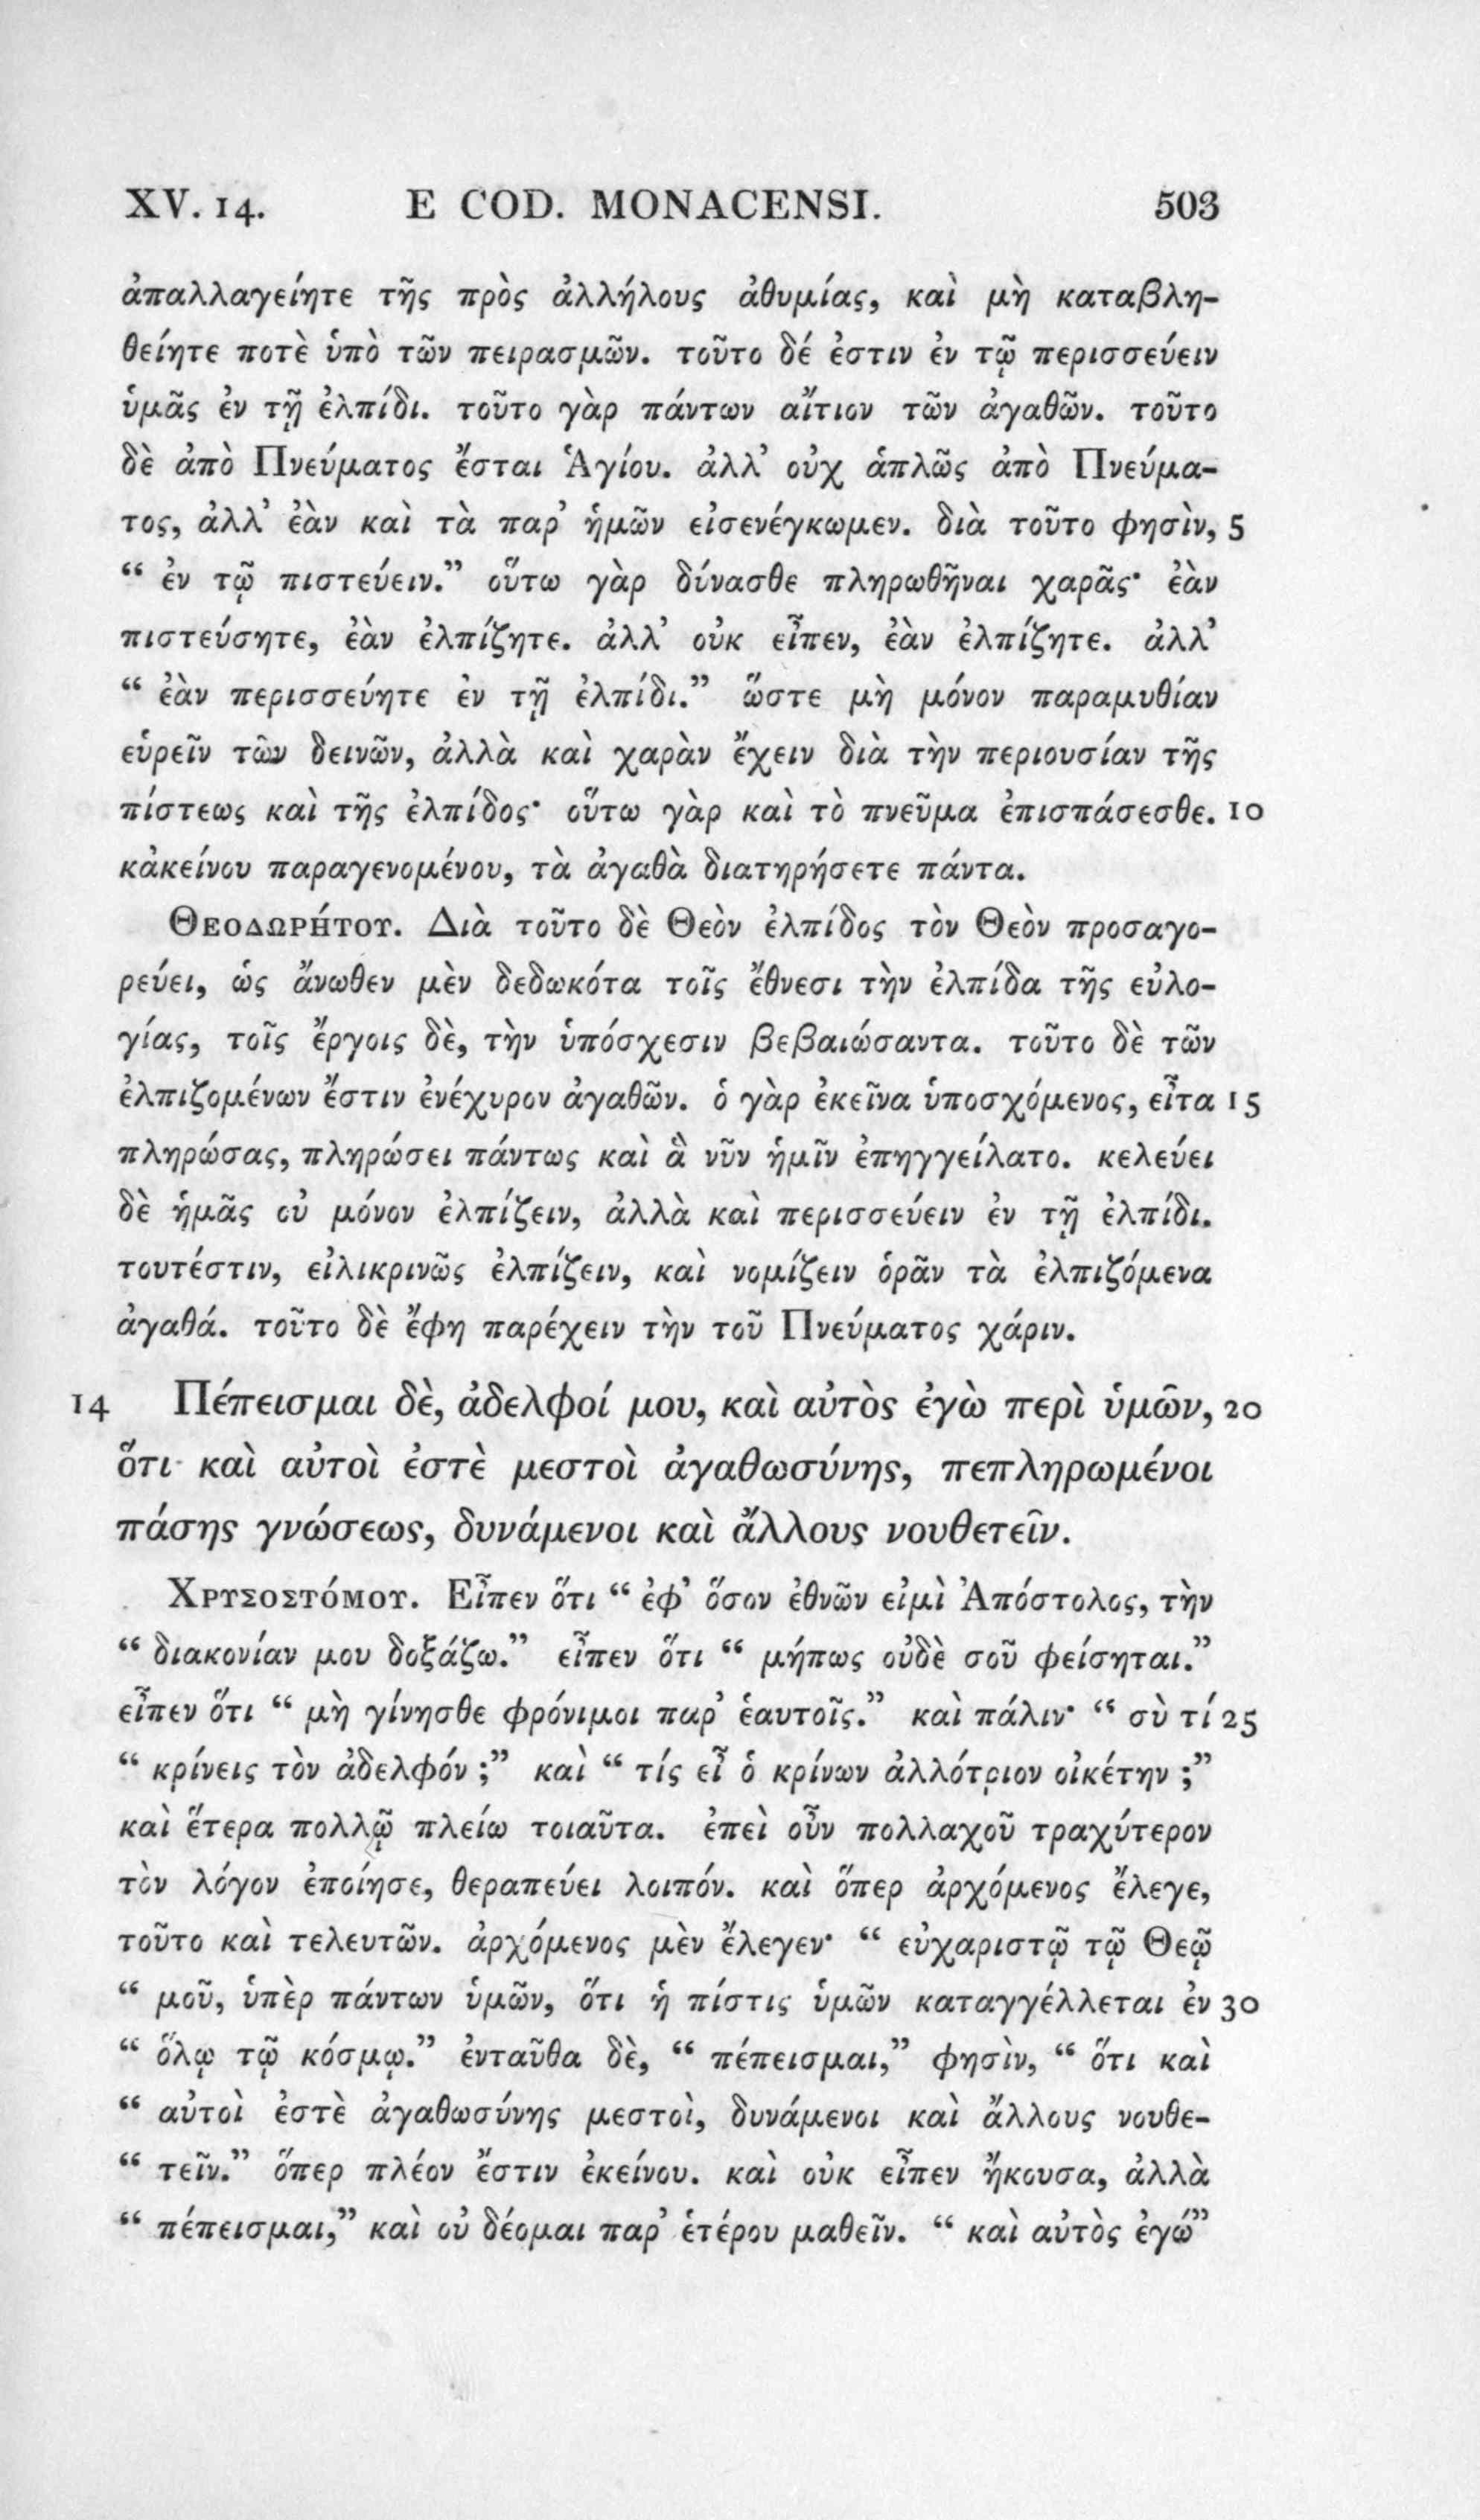 XV. 14. E COD. MONACENSI. 503
ἀπαλλαγείητε τῆς πρὸς ἀλλήλους ἀθυμίας, καὶ μὴ καταβλη-
θείητε ποτὲ ὑπὸ τῶν πειρασμῶν. τοῦτο δέ ἐστιν ἐν τῷ περισσεύειν
ὑμᾶς ἐν τῇ ἐλπίδι. τοῦτο γὰρ πάντων αἴτιον τῶν ἀγαθῶν. τοῦτο
δὲ ἀπὸ Πνεύματος ἔσται Ἁγίου. ἀλλ’ οὐχ ἁπλῶς ἀπὸ Πνεύμα-
τος, ἀλλ’ ἐὰν καὶ τὰ παρ’ ἡμῶν εἰσενέγκωμεν. διὰ τοῦτο φησὶν, 5
“ ἐν τῷ πιστεύειν.” οὕτω γὰρ δύνασθε πληρωθῆναι χαρᾶς· ἐὰν
πιστεύσητε, ἐὰν ἐλπίζητε. ἀλλ’ οὐκ εἶπεν, ἐὰν ἐλπίζητε. ἀλλ’
“ ἐὰν περισσεύητε ἐν τῇ ἐλπίδι.” ὥστε μὴ μόνον παραμυθίαν
εὑρεῖν τῶν δεινῶν, ἀλλὰ καὶ χαρὰν ἔχειν διὰ τὴν περιουσίαν τῆς
πίστεως καὶ τῆς ἐλπίδος· οὕτω γὰρ καὶ τὸ πνεῦμα ἐπισπάσεσθε. 10
κἀκείνου παραγενομένου, τὰ ἀγαθὰ διατηρήσετε πάντα.
ΘΕΟΔΩΡΉΤΟΥ. Διὰ τοῦτο δὲ Θεὸν ἐλπίδος τὸν Θεὸν προσαγο-
ρεύει, ὡς ἄνωθεν μὲν δεδωκότα τοῖς ἔθνεσι τὴν ἐλπίδα τῆς εὐλο-
γίας, τοῖς ἔργοις δὲ, τὴν ὑπόσχεσιν βεβαιώσαντα. τοῦτο δὲ τῶν
ἐλπιζομένων ἔστιν ἐνέχυρον ἀγαθῶν. ὁ γὰρ ἐκεῖνα ὑποσχόμενος, εἶτα 15
πληρώσας, πληρώσει πάντως καὶ ἃ νῦν ἡμῖν ἐπηγγείλατο. κελεύει
δὲ ἡμᾶς οὐ μόνον ἐλπίζειν, ἀλλὰ καὶ περισσεύειν ἐν τῇ ἐλπίδι.
τουτέστιν, εἰλικρινῶς ἐλπίζειν, καὶ νομίζειν ὁρᾶν τὰ ἐλπιζόμενα
ἀγαθά. τοῦτο δὲ ἔφη παρέχειν τὴν τοῦ Πνεύματος χάριν.
14 Πέπεισμαι δὲ, ἀδελφοί μου, καὶ αὐτὸς ἐγὼ περὶ ὑμῶν, 20
ὅτι καὶ αὐτοὶ ἐστὲ μεστοὶ ἀγαθωσύνης, πεπληρωμένοι
πάσης γνώσεως, δυνάμενοι καὶ ἄλλους νουθετεῖν.
ΧΡΥΣΟΣΤΌΜΟΥ. Εἶπεν ὅτι “ ἐφ’ ὅσον ἐθνῶν εἰμὶ Ἀπόστολος, τὴν
“ διακονίαν μου δοξάζω.” εἶπεν ὅτι “ μήπως οὐδὲ σοῦ φείσηται.”
εἶπεν ὅτι “ μὴ γίνησθε φρόνιμοι παρ’ ἑαυτοῖς.” καὶ πάλιν· “ σὺ τί 25
“ κρίνεις τὸν ἀδελφόν ;” καὶ “ τίς εἶ ὁ κρίνων ἀλλότριον οἰκέτην ;”
καὶ ἕτερα πολλῷ πλείω τοιαῦτα. ἐπεὶ οὖν πολλαχοῦ τραχύτερον
τὸν λόγον ἐποίησε, θεραπεύει λοιπόν. καὶ ὅπερ ἀρχόμενος ἔλεγε,
τοῦτο καὶ τελευτῶν. ἀρχόμενος μὲν ἔλεγεν· “ εὐχαριστῷ τῷ Θεῷ
“ μοῦ, ὑπὲρ πάντων ὑμῶν, ὅτι ἡ πίστις ὑμῶν καταγγέλλεται ἐν 30
“ ὅλῳ τῷ κόσμῳ.” ἐνταῦθα δὲ, “ πέπεισμαι,” φησὶν, “ ὅτι καὶ
“ αὐτοὶ ἐστὲ ἀγαθωσύνης μεστοὶ, δυνάμενοι καὶ ἄλλους νουθε-
“ τεῖν.” ὅπερ πλέον ἔστιν ἐκείνου. καὶ οὐκ εἶπεν ἤκουσα, ἀλλὰ
“ πέπεισμαι,” καὶ οὐ δέομαι παρ’ ἑτέρου μαθεῖν. “ καὶ αὐτὸς ἐγώ”